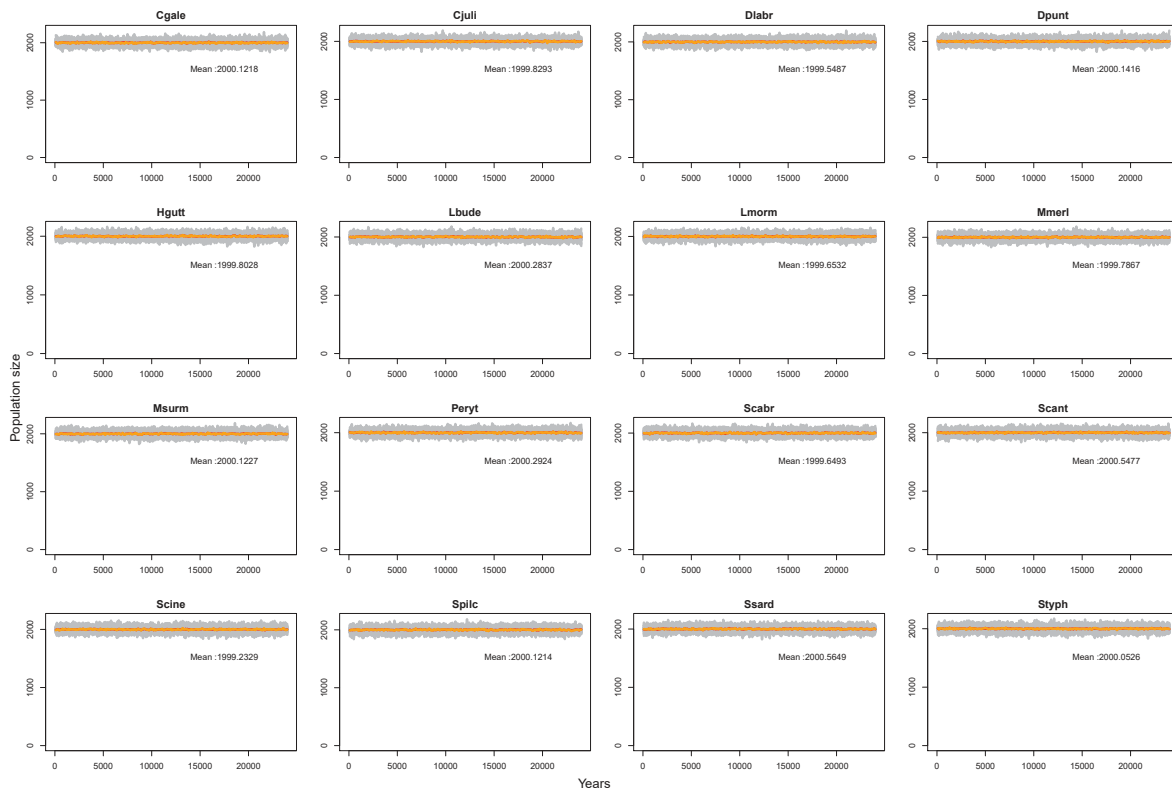 Cgale
2000
1000
0
Mean :2000.1218
0 5000 10000 15000 20000
Cjuli
2000
1000
0
Mean :1999.8293
0 5000 10000 15000 20000
Dlabr
2000
1000
0
Mean :1999.5487
0 5000 10000 15000 20000
Dpunt
2000
1000
0
Mean :2000.1416
0 5000 10000 15000 20000
Hgutt
2000
1000
0
Mean :1999.8028
0 5000 10000 15000 20000
Lbude
2000
1000
0
Mean :2000.2837
0 5000 10000 15000 20000
Lmorm
2000
1000
0
Mean :1999.6532
0 5000 10000 15000 20000
Mmerl
2000
1000
0
Mean :1999.7867
0 5000 10000 15000 20000
Population size
Msurm
2000
1000
0
Mean :2000.1227
0 5000 10000 15000 20000
Peryt
2000
1000
0
Mean :2000.2924
0 5000 10000 15000 20000
Scabr
2000
1000
0
Mean :1999.6493
0 5000 10000 15000 20000
Scant
2000
1000
0
Mean :2000.5477
0 5000 10000 15000 20000
Scine
2000
1000
0
Mean :1999.2329
0 5000 10000 15000 20000
Spilc
2000
1000
0
Mean :2000.1214
0 5000 10000 15000 20000
Ssard
2000
1000
0
Mean :2000.5649
0 5000 10000 15000 20000
Styph
2000
1000
0
Mean :2000.0526
0 5000 10000 15000 20000
Years